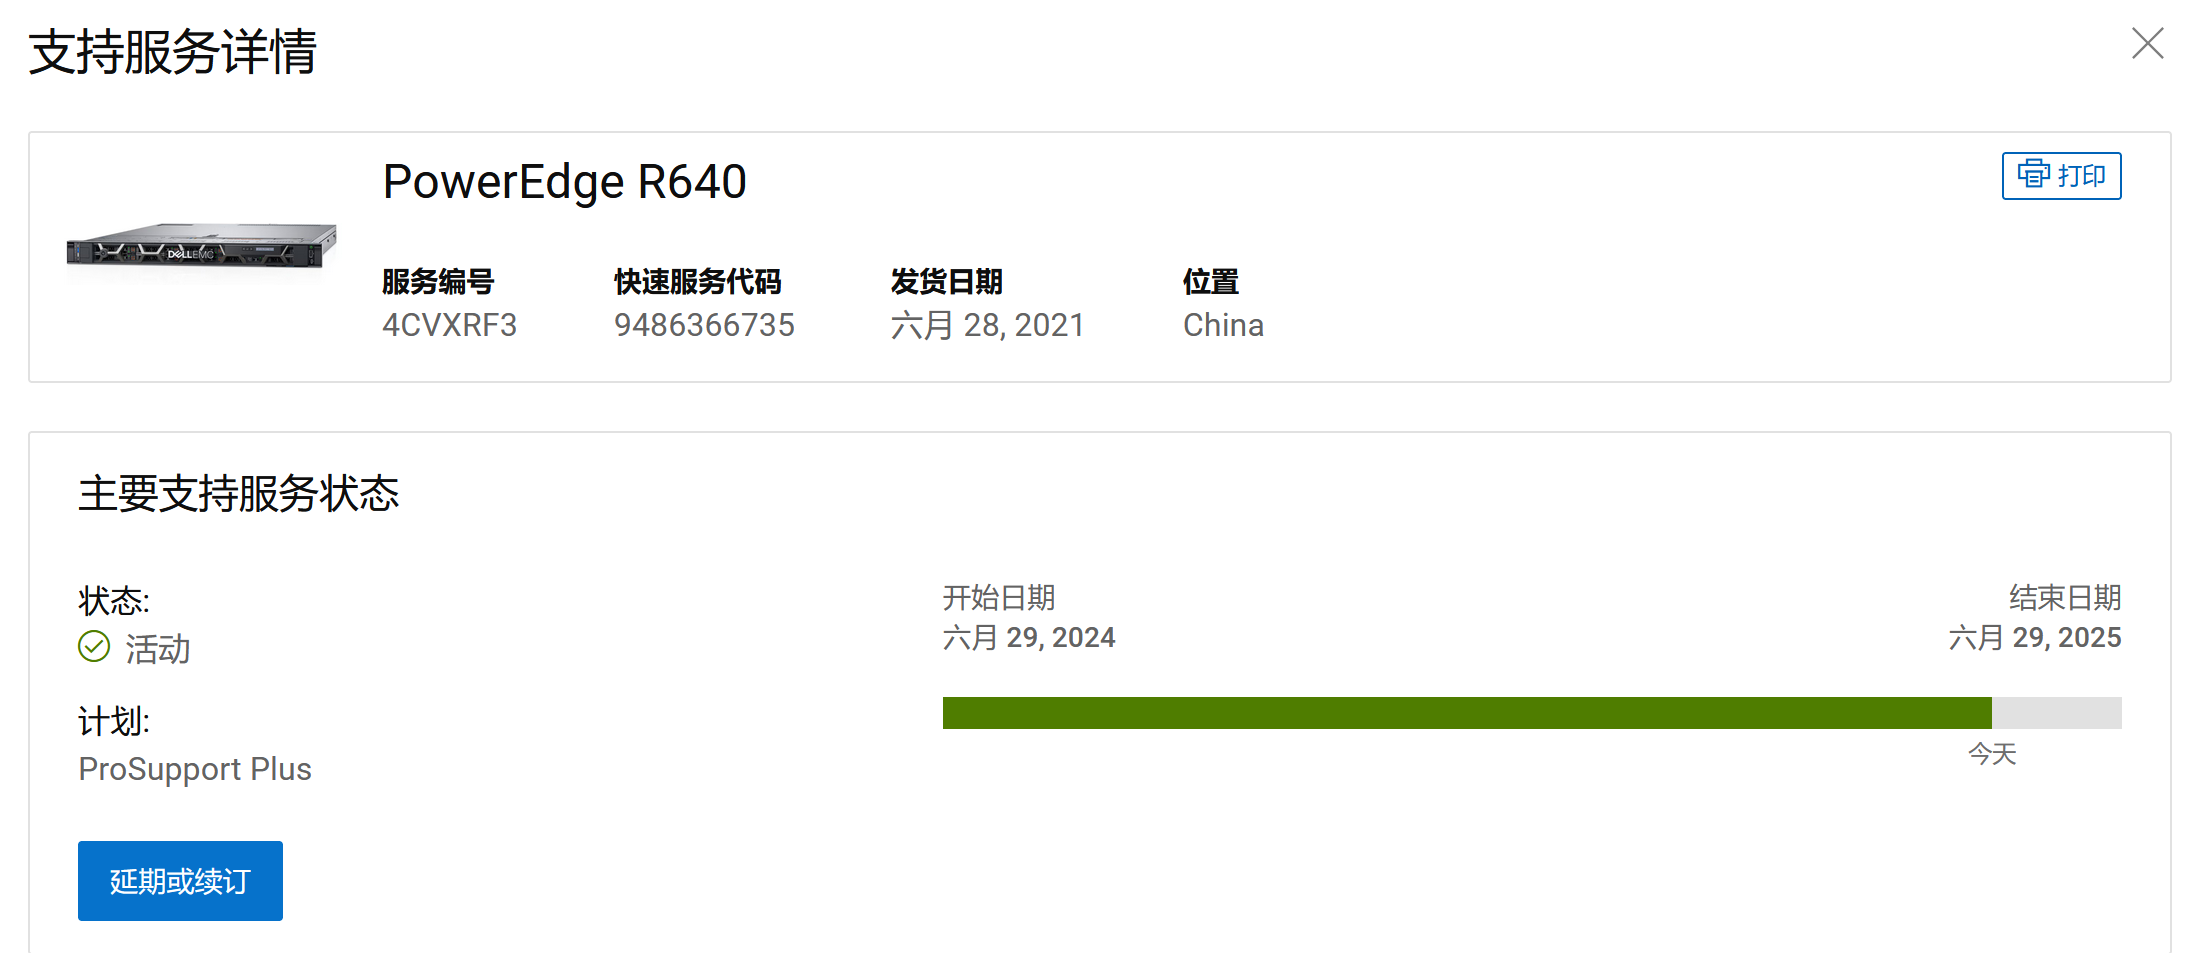 支持服务详情
PowerEdge R640
打印
DELLEMC
服务编号 快速服务代码 发货日期 位置
4CVXRF3 9486366735 六月 28, 2021 China
主要支持服务状态
状态:
活动
开始日期 结束日期
六月 29, 2024 六月 29, 2025
今天
计划:
ProSupport Plus
延期或续订